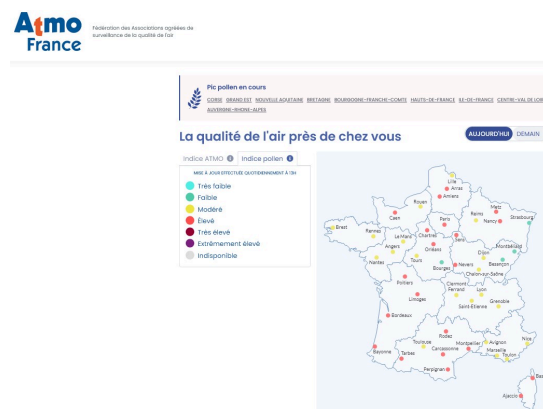 Atmo
France
Fédération des Associations agréées de
surveillance de la qualité de l'air
Pic pollen en cours
CORSE GRAND EST NOUVELLE AQUITAINE BRETAGNE BOURGOGNE-FRANCHE-COMTE HAUTS-DE-FRANCE ILE-DE-FRANCE CENTRE-VAL DE LOIR
AUVERGNE-RHONE-ALPES
La qualité de l'air près de chez vous
AUJOURD'HUI DEMAIN
Indice ATMO Indice pollen
MISE À JOUR EFFECTUÉE QUOTIDIENNEMENT À 13H
Très faible
Faible
Modéré
Élevé
Très élevé
Extrêmement élevé
Indisponible
Lille
Arras
Amiens
Rouen
Caen
Paris
Reims
Metz
Nancy
Strasbourg
Brest
Rennes
Le Mans
Chartres
Sens
Orléans
Angers
Nantes
Tours
Bourges
Nevers
Dijon
Besançon
Montbéliard
Chalon-sur-Saône
Poitiers
Limoges
Clermont
Ferrand
Lyon
Saint-Etienne
Grenoble
Bordeaux
Rodez
Toulouse
Montpellier
Avignon
Nice
Bayonne
Tarbes
Carcassonne
Marseille
Toulon
Perpignan
Bas
Ajaccio